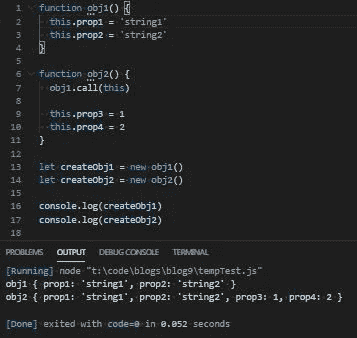 1 function obj1() {
2 this.prop1 = 'string1'
3 this.prop2 = 'string2'
4 }
5
6 function obj2() {
7 obj1.call(this)
8
9 this.prop3 = 1
10 this.prop4 = 2
11 }
12
13 let createObj1 = new obj1()
14 let createObj2 = new obj2()
15
16 console.log(createObj1)
17 console.log(createObj2)
18
PROBLEMS OUTPUT DEBUG CONSOLE TERMINAL
[Running] node "t:\code\blogs\blog9\tempTest.js"
obj1 { prop1: 'string1', prop2: 'string2' }
obj2 { prop1: 'string1', prop2: 'string2', prop3: 1, prop4: 2 }
[Done] exited with code=0 in 0.052 seconds